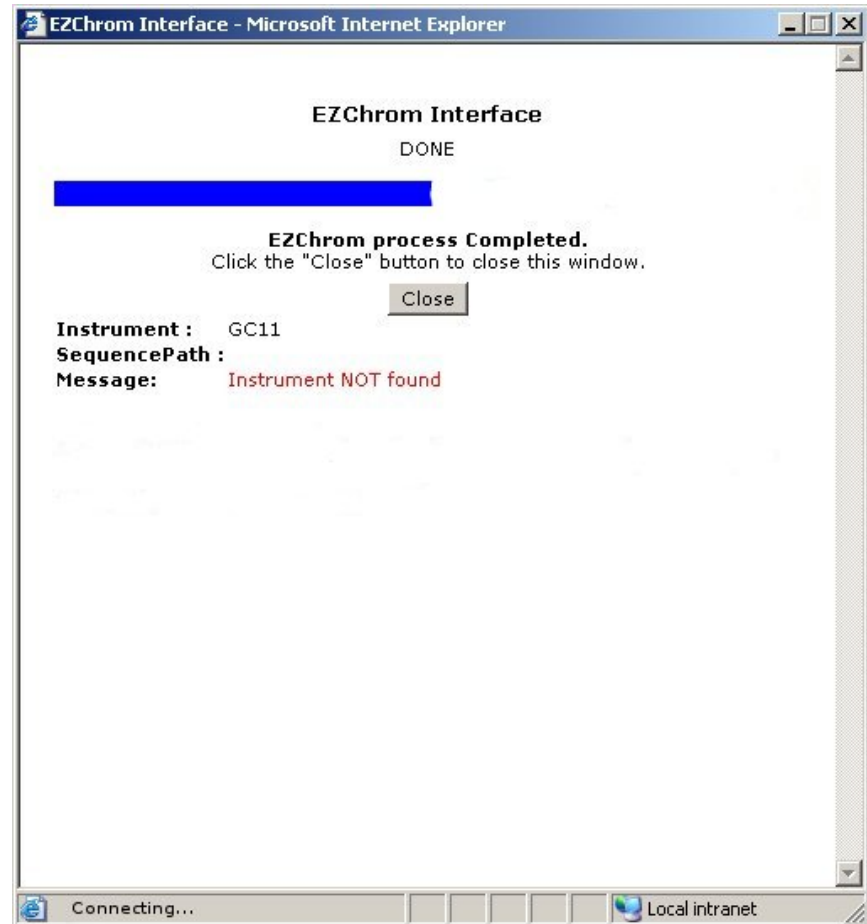 EZChrom Interface - Microsoft Internet Explorer
EZChrom Interface
DONE
EZChrom process Completed.
Click the "Close" button to close this window.
Close
Instrument : GC11
SequencePath :
Message: Instrument NOT found
Connecting... Local intranet